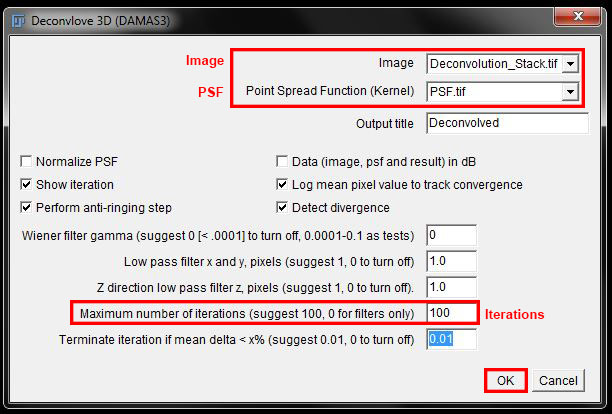 Deconvlove 3D (DAMAS3)
Image Image Deconvolution_Stack.tif
PSF Point Spread Function (Kernel) PSF.tif
Output title Deconvolved
Normalize PSF Data (image, psf and result) in dB
Show iteration Log mean pixel value to track convergence
Perform anti-ringing step Detect divergence
Wiener filter gamma (suggest 0 [< .0001] to turn off, 0.0001-0.1 as tests) 0
Low pass filter x and y, pixels (suggest 1, 0 to turn off) 1.0
Z direction low pass filter z, pixels (suggest 1, 0 to turn off). 1.0
Maximum number of iterations (suggest 100, 0 for filters only) 100 Iterations
Terminate iteration if mean delta < x% (suggest 0.01, 0 to turn off) 0.01
OK Cancel